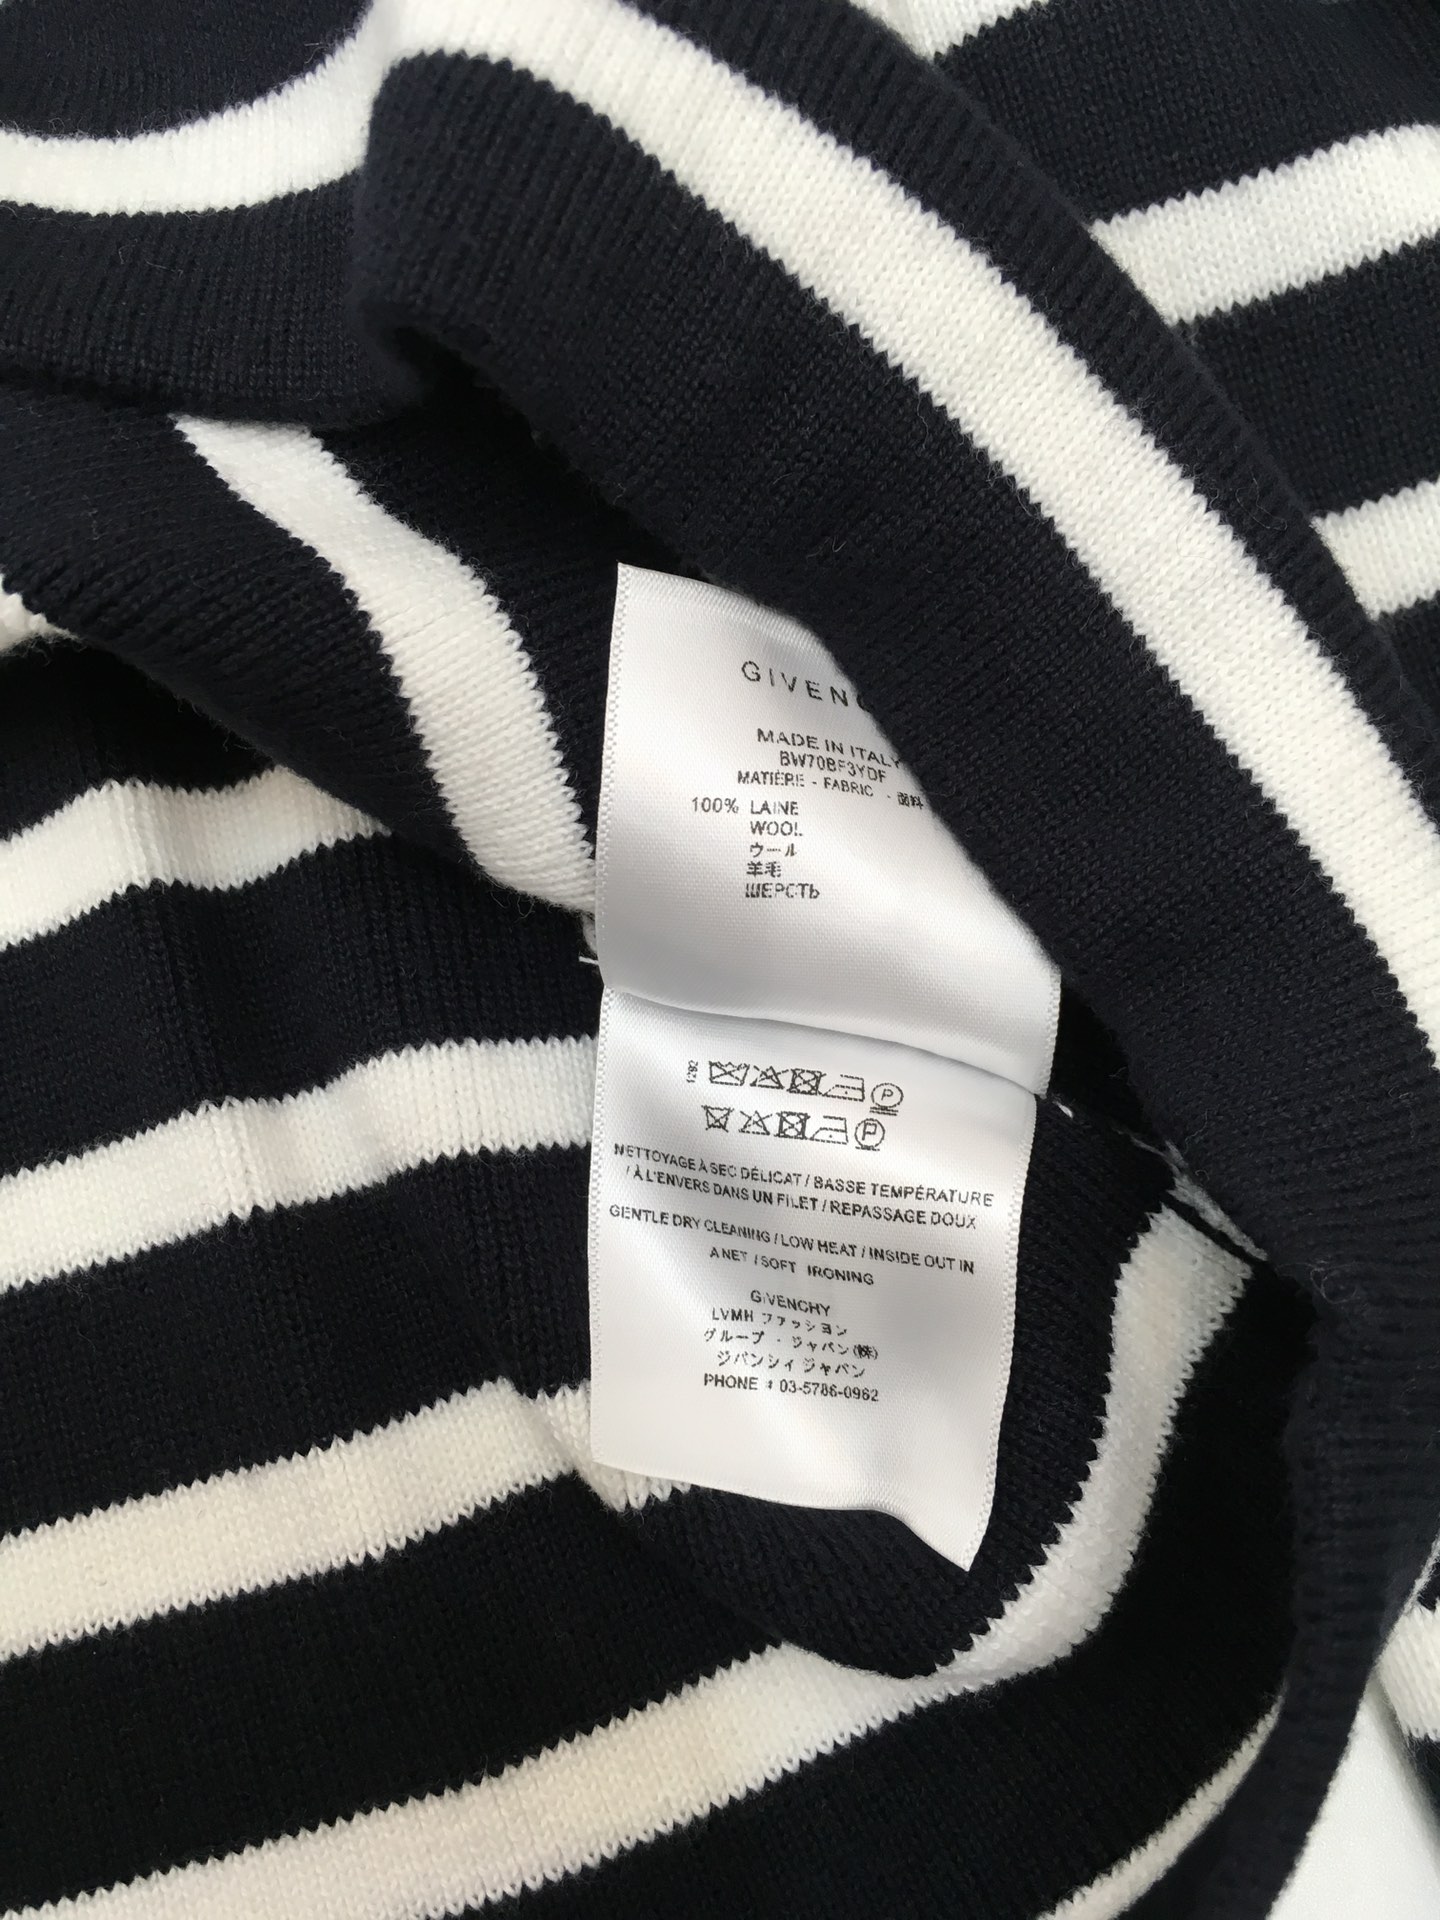 GIVENC
MADE IN ITALY
BW70BF3YDF
MATIÈRE - FABRIC - 面料
100% LAINE
WOOL
ウール
羊毛
ШЕРСТЬ
1292
P
P
NETTOYAGE À SEC DÉLICAT / BASSE TEMPÉRATURE
/ À L'ENVERS DANS UN FILET / REPASSAGE DOUX
GENTLE DRY CLEANING / LOW HEAT / INSIDE OUT IN
A NET / SOFT IRONING
GIVENCHY
LVMH ファッション
グループ・ジャパン(株)
ジバンシィ ジャパン
PHONE # 03-5786-0962